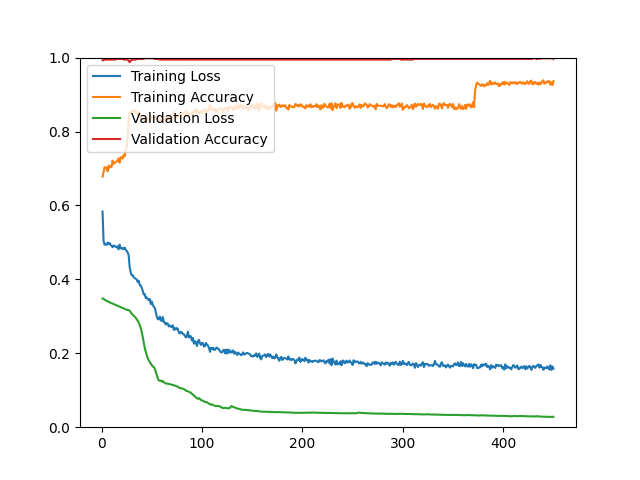 1.0
0.8
0.6
0.4
0.2
0.0
0 100 200 300 400
Training Loss
Training Accuracy
Validation Loss
Validation Accuracy